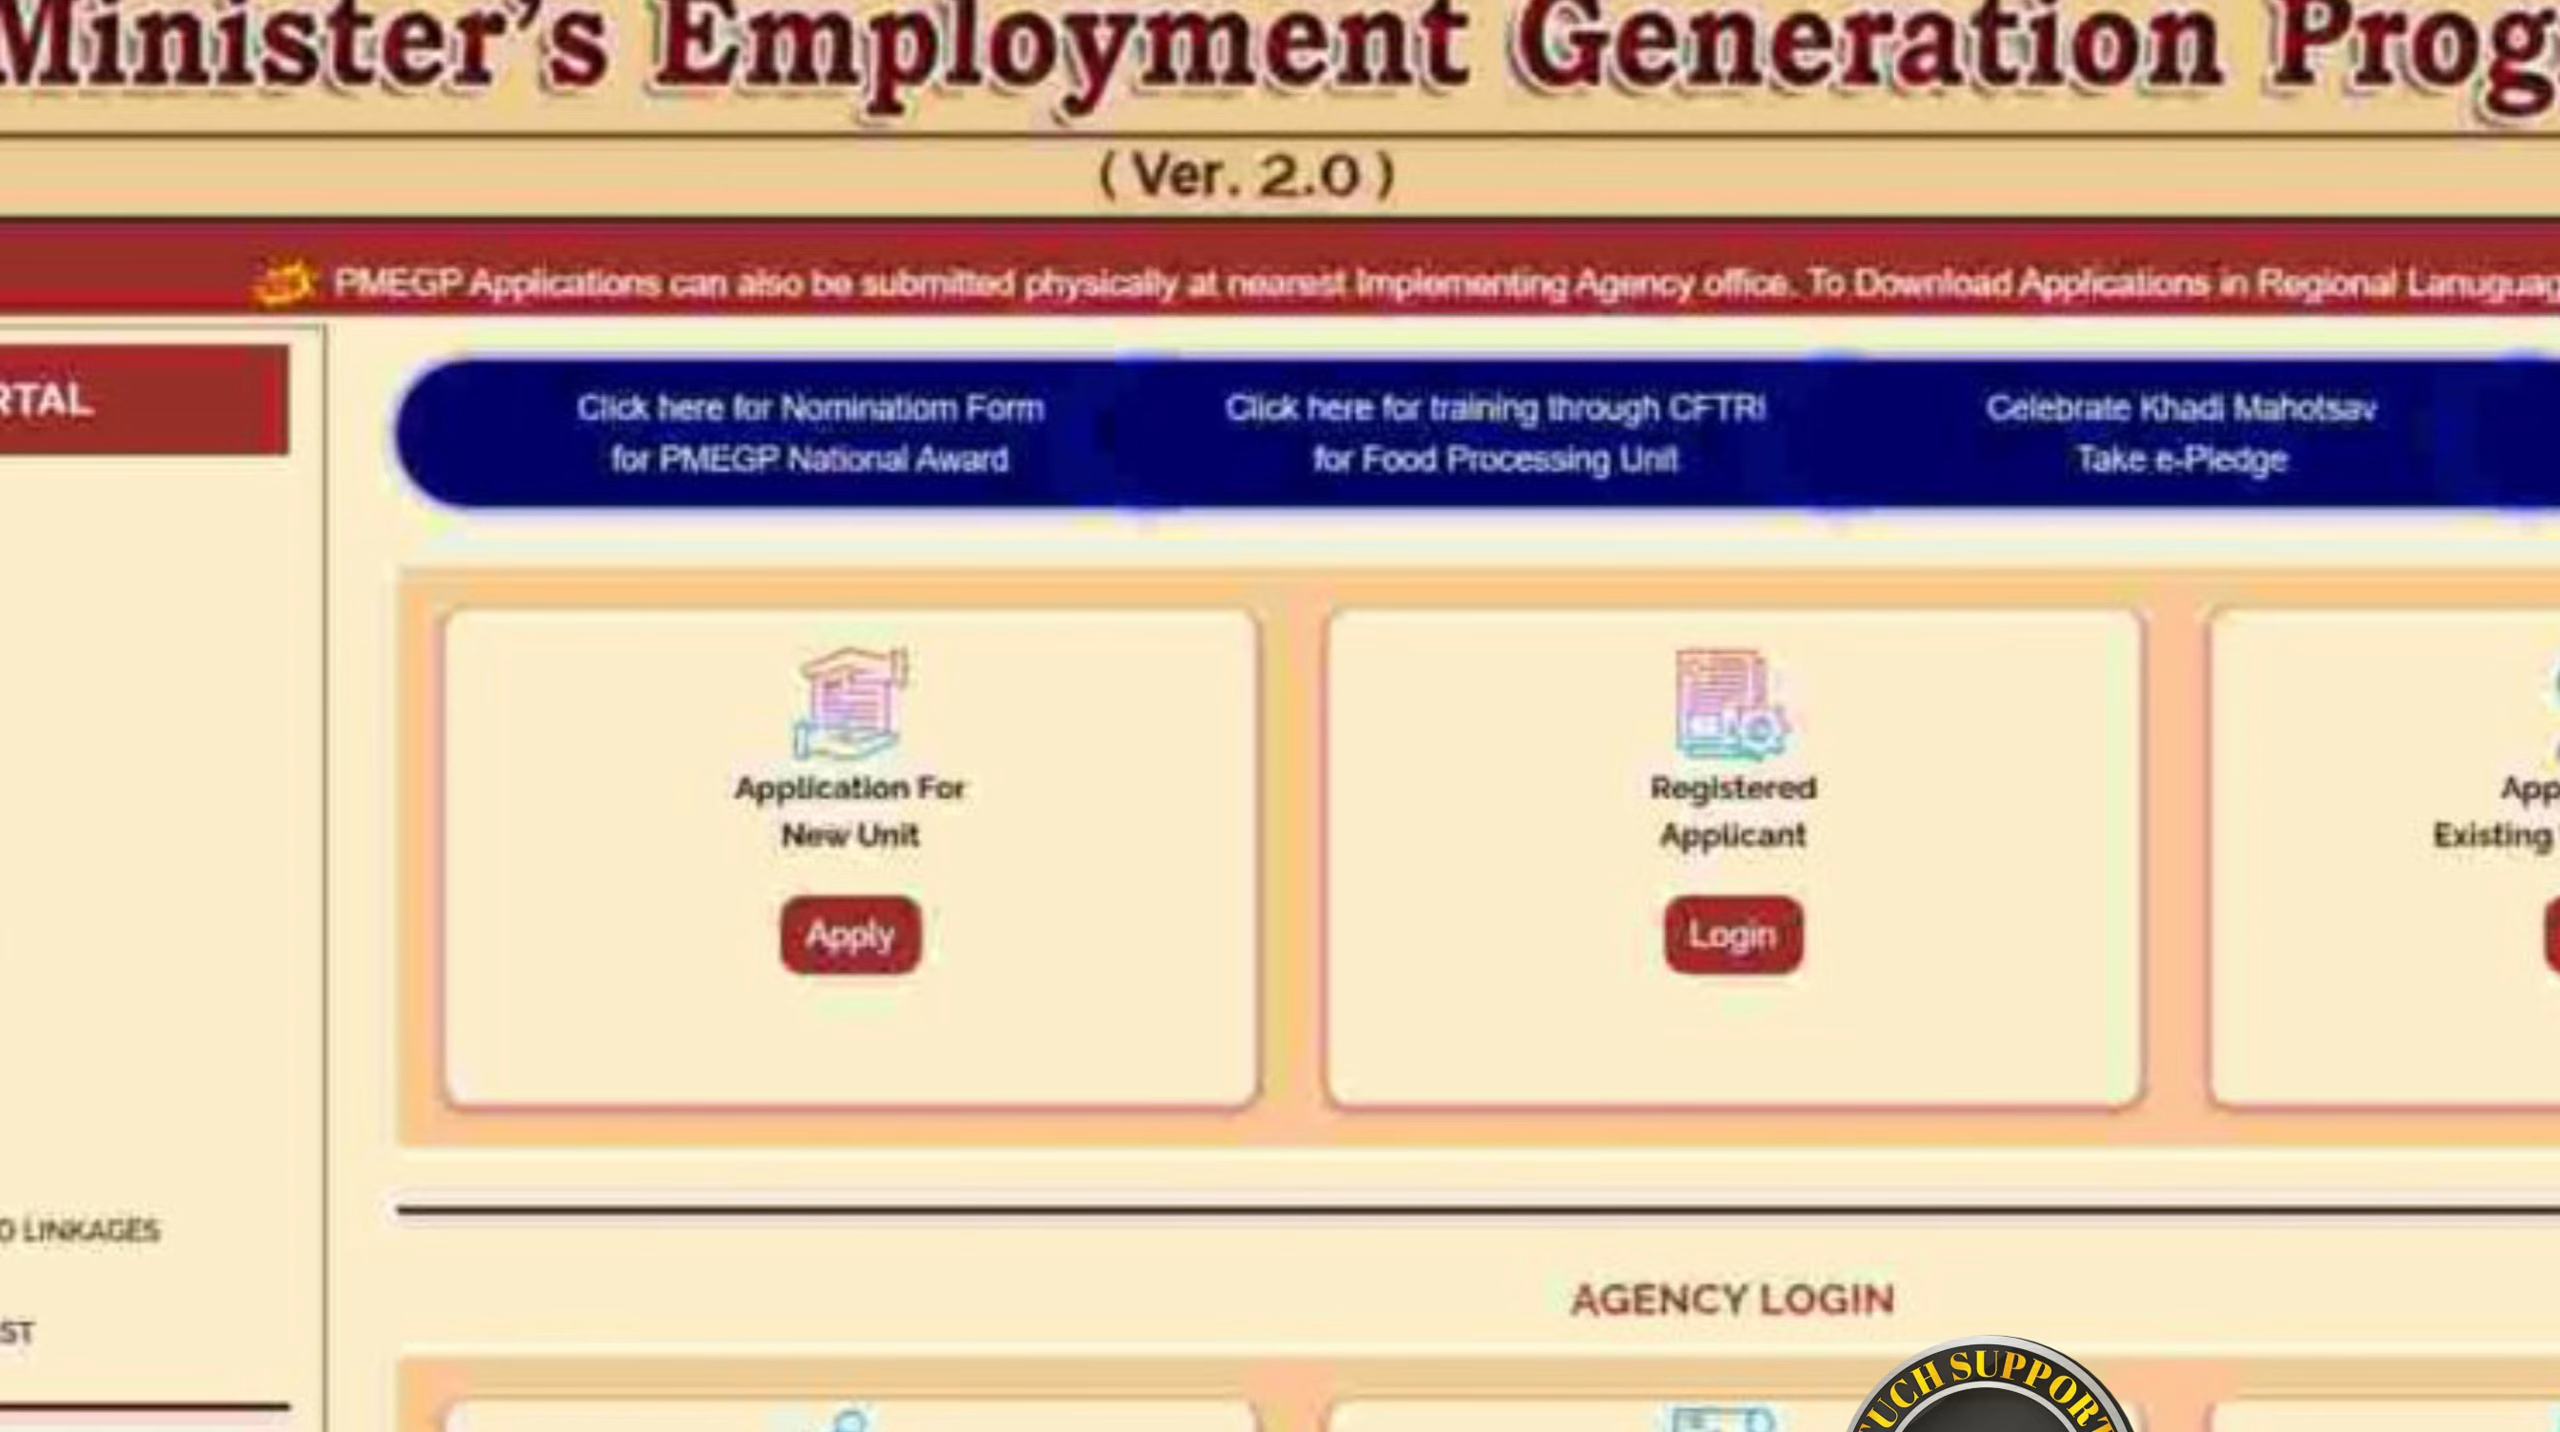 Minister's Employment Generation Prog
( Ver. 2.0 )
PMEGP Applications can also be submitted physically at nearest Implementing Agency office. To Download Applications in Regional Lanuguag
RTAL
Click here for Nominatiom Form
for PMEGP National Award
Click here for training through CFTRI
for Food Processing Unit
Celebrate Khadi Mahotsav
Take e-Pledge
Application For
New Unit
Apply
Registered
Applicant
Login
App
Existing
LINKAGES
ST
AGENCY LOGIN
UCH SUPPORT